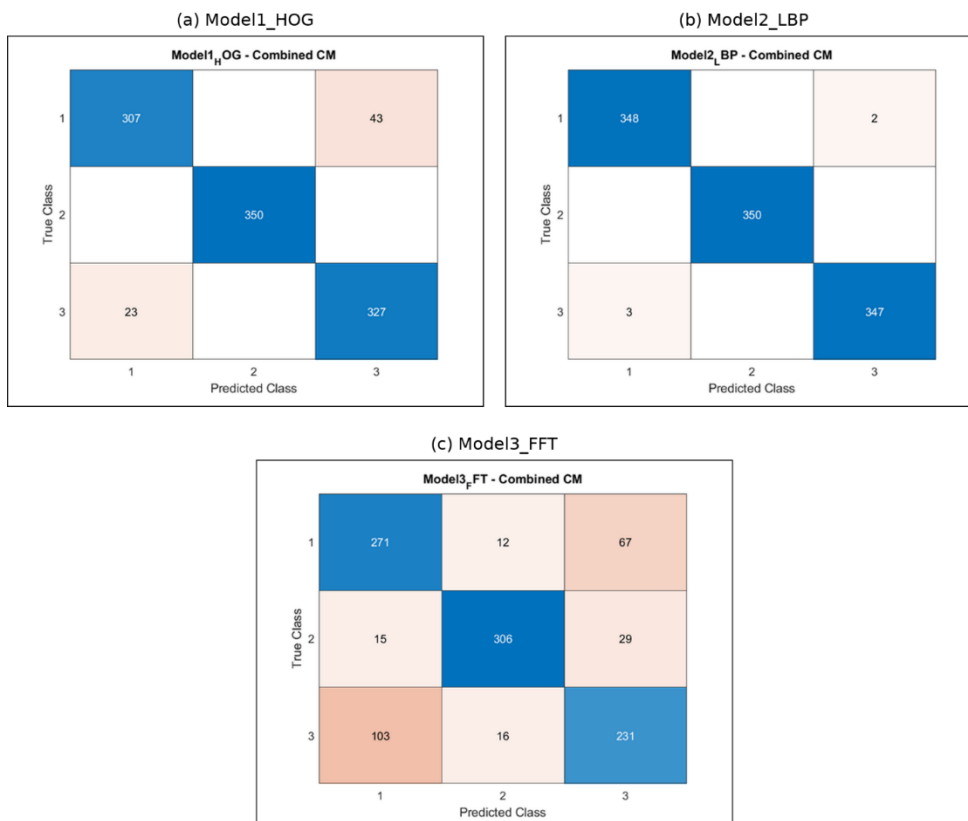 (a) Model1_HOG
Model1HOG - Combined CM
True Class
1
307
43
2
350
3
23
327
1 2 3
Predicted Class
(b) Model2_LBP
Model2LBP - Combined CM
True Class
1
348
2
2
350
3
3
347
1 2 3
Predicted Class
(c) Model3_FFT
Model3FFT - Combined CM
True Class
1
271
12
67
2
15
306
29
3
103
16
231
1 2 3
Predicted Class